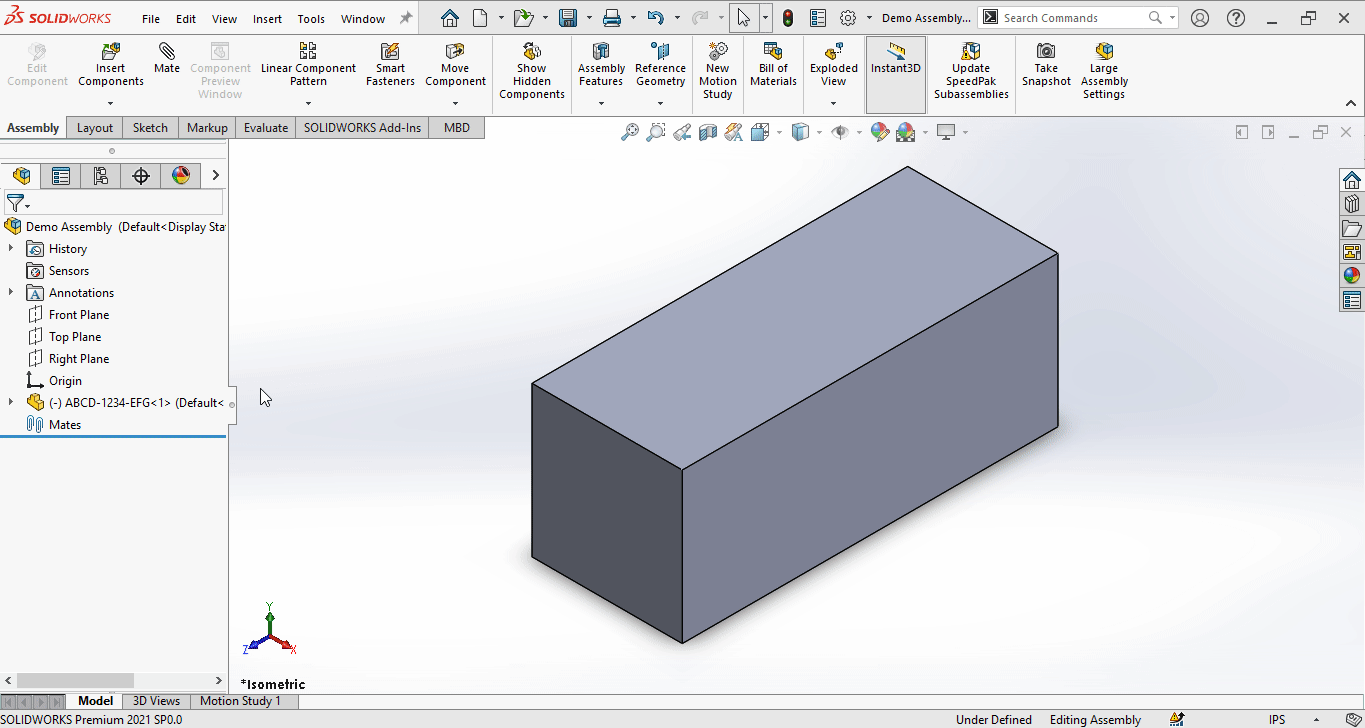 SOLIDWORKS File Edit View Insert Tools Window Demo Assembly... Search Commands
Edit Component
Insert Components
Mate
Component Preview Window
Linear Component Pattern
Smart Fasteners
Move Component
Show Hidden Components
Assembly Features
Reference Geometry
New Motion Study
Bill of Materials
Exploded View
Instant3D
Update SpeedPak Subassemblies
Take Snapshot
Large Assembly Settings
Assembly Layout Sketch Markup Evaluate SOLIDWORKS Add-Ins MBD
Demo Assembly (Default<Display Sta
History
Sensors
Annotations
Front Plane
Top Plane
Right Plane
Origin
(-) ABCD-1234-EFG<1> (Default<
Mates
Y
Z X
*Isometric
Model 3D Views Motion Study 1
SOLIDWORKS Premium 2021 SP0.0 Under Defined Editing Assembly IPS